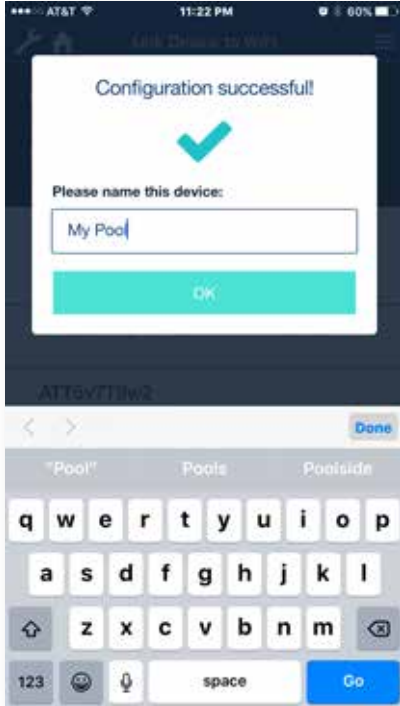 AT&T 11:22 PM 60%
Link Device to WiFi
Configuration successful!
Please name this device:
My Pool
OK
Done
"Pool" Pools Poolside
q w e r t y u i o p
a s d f g h j k l
z x c v b n m
123 space Go